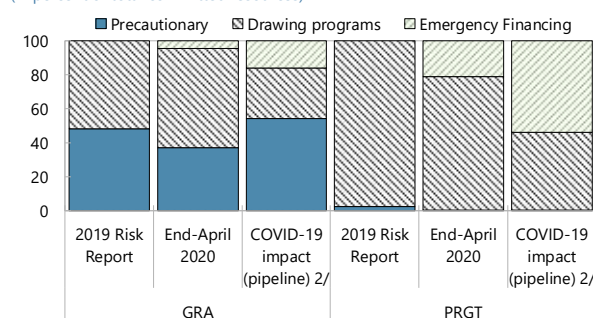 Precautionary Drawing programs Emergency Financing
100
80
60
40
20
0
2019 Risk Report
End-April 2020
COVID-19 impact (pipeline) 2/
2019 Risk Report
End-April 2020
COVID-19 impact (pipeline) 2/
GRA PRGT